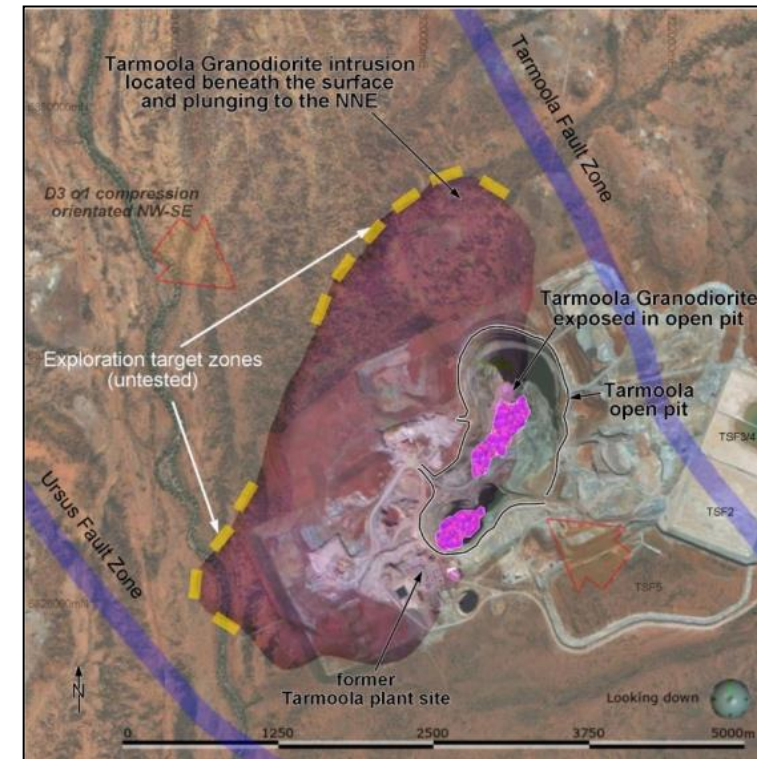 Tarmoola Granodiorite intrusion
located beneath the surface
and plunging to the NNE
Tarmoola Fault Zone
D3 σ1 compression
orientated NW-SE
Tarmoola Granodiorite
exposed in open pit
Exploration target zones
(untested)
Tarmoola
open pit
TSF3/4
TSF2
TSF5
Ursus Fault Zone
former
Tarmoola plant site
N
Looking down
0 1250 2500 3750 5000m